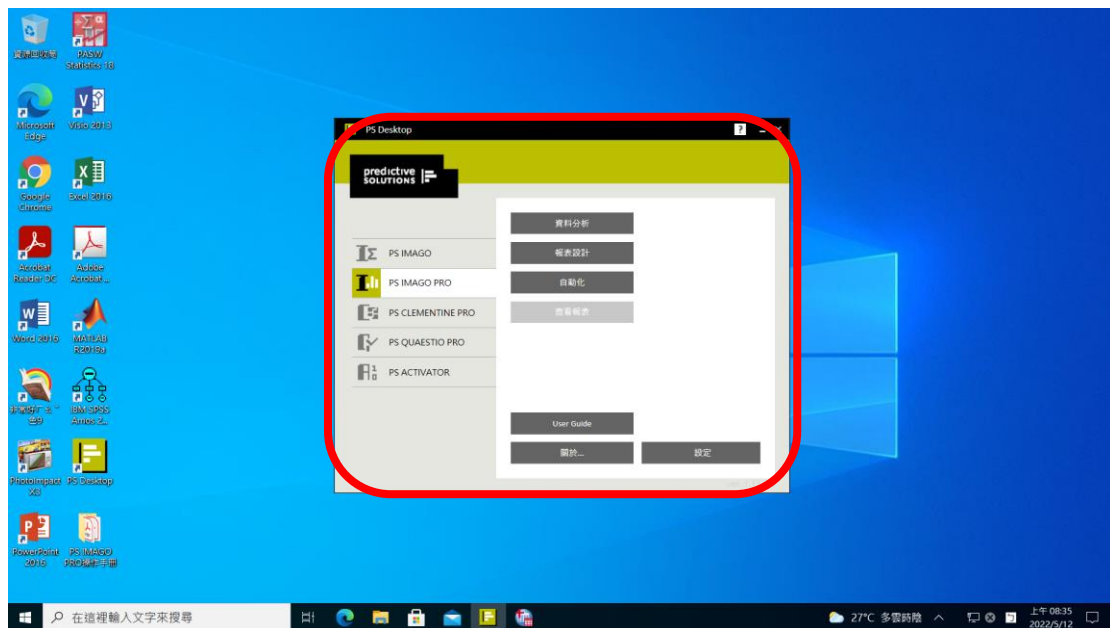 PASW
Statistics 18
Microsoft
Edge
Visio 2013
Google
Chrome
Excel 2016
Acrobat
Reader DC
Adobe
Acrobat...
Word 2016
MATLAB
R2015a
IBM SPSS
Amos 2...
PhotoImpact
X3
PS Desktop
PowerPoint
2016
PS IMAGO
PRO操作手冊
PS Desktop
?
predictive
SOLUTIONS
PS IMAGO
PS IMAGO PRO
PS CLEMENTINE PRO
PS QUAESTIO PRO
PS ACTIVATOR
資料分析
報表設計
自動化
查看報表
User Guide
關於...
設定
在這裡輸入文字來搜尋
27°C 多雲時陰
上午 08:35
2022/5/12